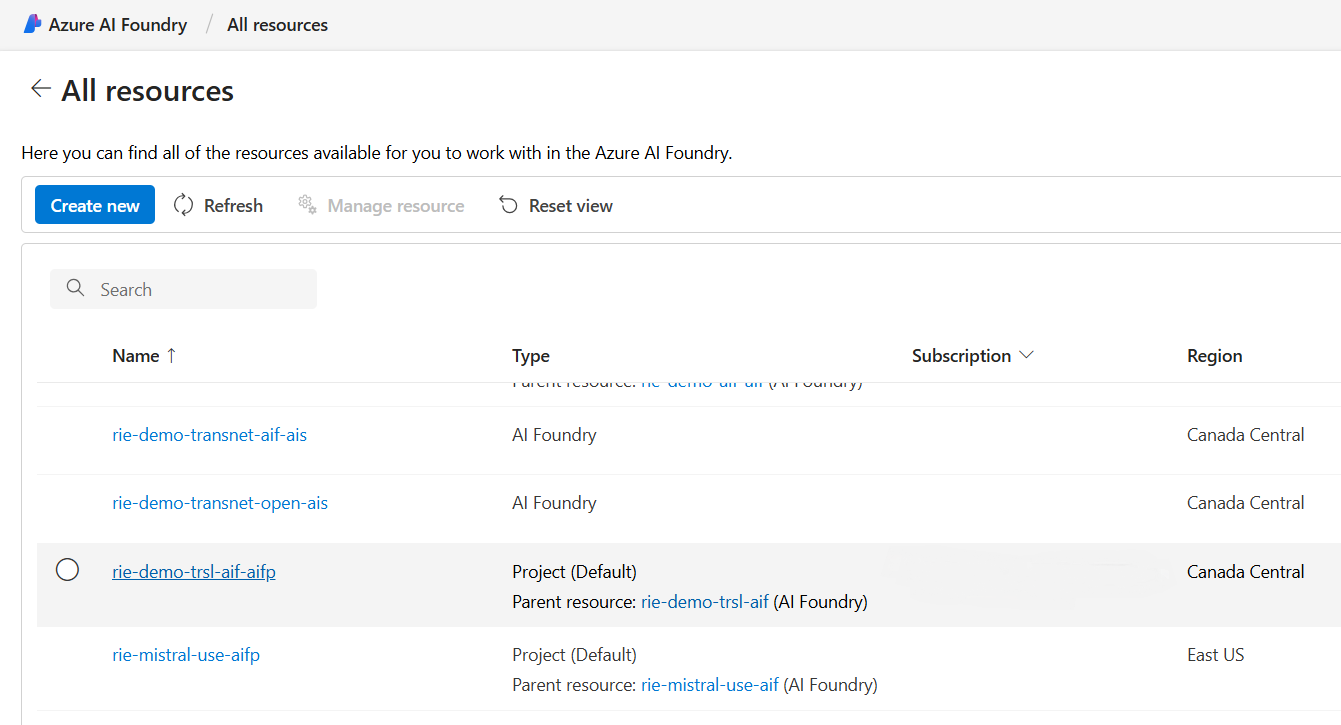 Azure AI Foundry / All resources
← All resources
Here you can find all of the resources available for you to work with in the Azure AI Foundry.
Create new Refresh Manage resource Reset view
Search
Name ↑ Type Subscription Region
Parent resource: rie-demo-aif-aif (AI Foundry)
rie-demo-transnet-aif-ais AI Foundry Canada Central
rie-demo-transnet-open-ais AI Foundry Canada Central
rie-demo-trsl-aif-aifp Project (Default) Canada Central
Parent resource: rie-demo-trsl-aif (AI Foundry)
rie-mistral-use-aifp Project (Default) East US
Parent resource: rie-mistral-use-aif (AI Foundry)